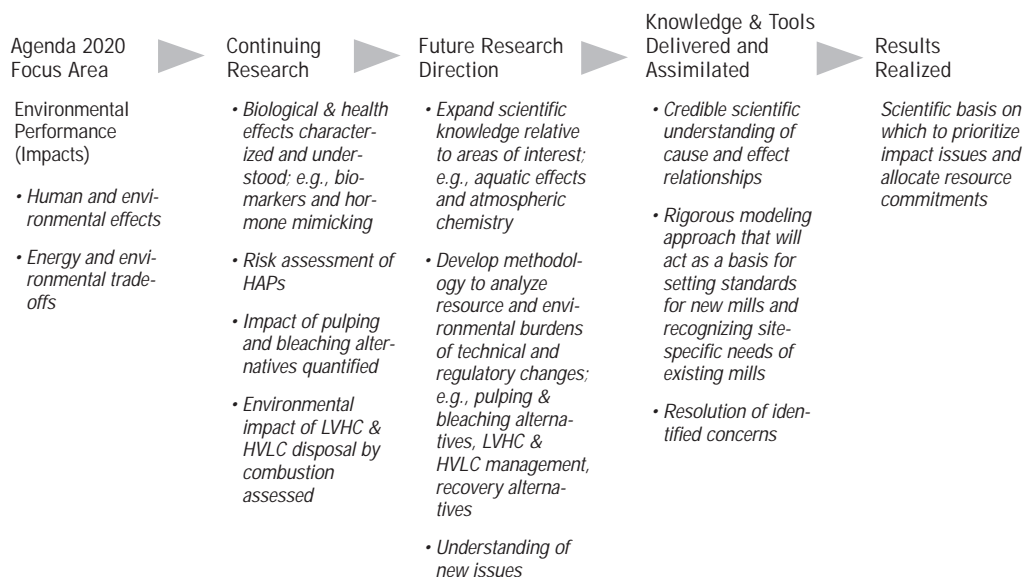 Agenda 2020
Focus Area
Environmental
Performance
(Impacts)
• Human and envi-
ronmental effects
• Energy and envi-
ronmental trade-
offs
Continuing
Research
• Biological & health
effects character-
ized and under-
stood; e.g., bio-
markers and hor-
mone mimicking
• Risk assessment of
HAPs
• Impact of pulping
and bleaching alter-
natives quantified
• Environmental
impact of LVHC &
HVLC disposal by
combustion
assessed
Future Research
Direction
• Expand scientific
knowledge relative
to areas of interest;
e.g., aquatic effects
and atmospheric
chemistry
• Develop methodol-
ogy to analyze
resource and envi-
ronmental burdens
of technical and
regulatory changes;
e.g., pulping &
bleaching alterna-
tives, LVHC &
HVLC management,
recovery alterna-
tives
• Understanding of
new issues
Knowledge & Tools
Delivered and
Assimilated
• Credible scientific
understanding of
cause and effect
relationships
• Rigorous modeling
approach that will
act as a basis for
setting standards
for new mills and
recognizing site-
specific needs of
existing mills
• Resolution of iden-
tified concerns
Results
Realized
Scientific basis on
which to prioritize
impact issues and
allocate resource
commitments